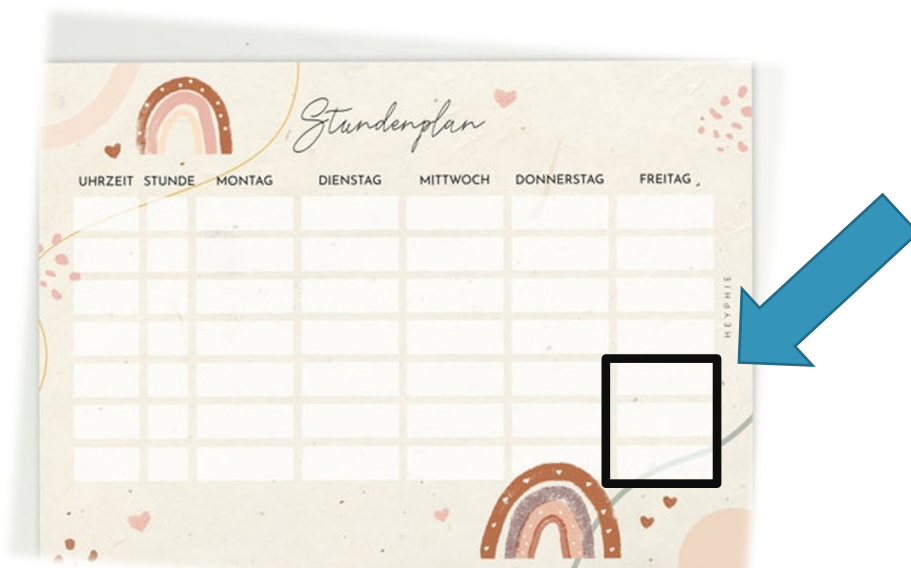 Stundenplan
UHRZEIT STUNDE MONTAG DIENSTAG MITTWOCH DONNERSTAG FREITAG
HEYPHIE